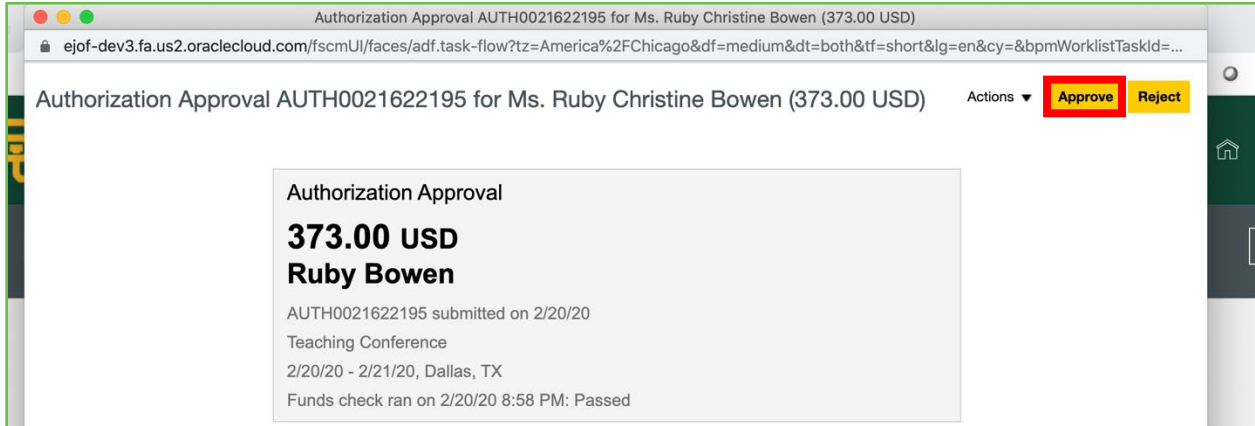 Authorization Approval AUTH0021622195 for Ms. Ruby Christine Bowen (373.00 USD)
ejof-dev3.fa.us2.oraclecloud.com/fscmUI/faces/adf.task-flow?tz=America%2FChicago&df=medium&dt=both&tf=short&lg=en&cy=&bpmWorklistTaskId=...
Authorization Approval AUTH0021622195 for Ms. Ruby Christine Bowen (373.00 USD) Actions ▼ Approve Reject
Authorization Approval
373.00 USD
Ruby Bowen
AUTH0021622195 submitted on 2/20/20
Teaching Conference
2/20/20 - 2/21/20, Dallas, TX
Funds check ran on 2/20/20 8:58 PM: Passed